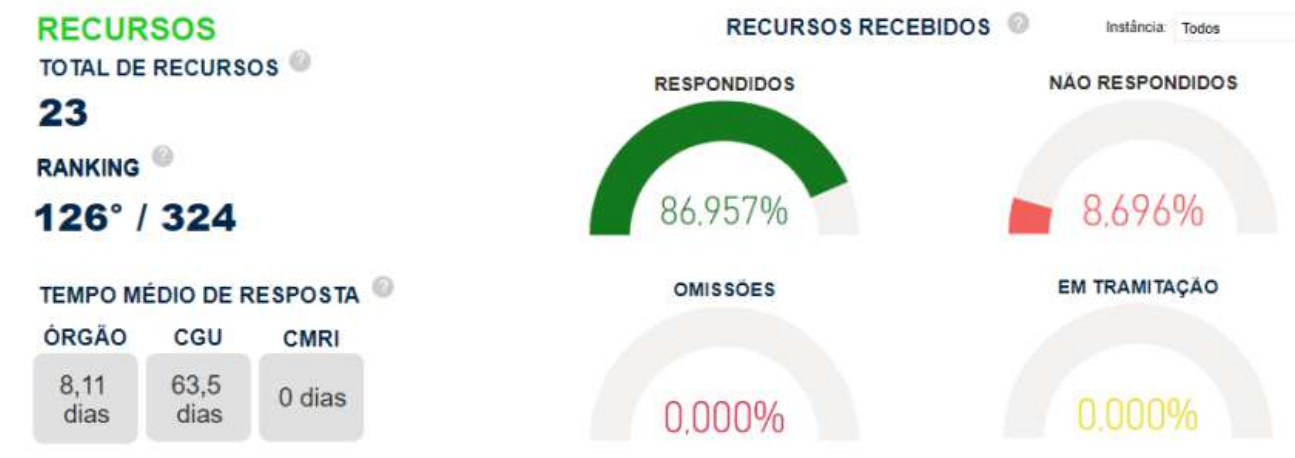 RECURSOS
TOTAL DE RECURSOS ?
23
RANKING ?
126° / 324
TEMPO MÉDIO DE RESPOSTA ?
ÓRGÃO CGU CMRI
8,11 dias
63,5 dias
0 dias
RECURSOS RECEBIDOS ?
Instância: Todos
RESPONDIDOS
86,957%
NÃO RESPONDIDOS
8,696%
OMISSÕES
0,000%
EM TRAMITAÇÃO
0,000%